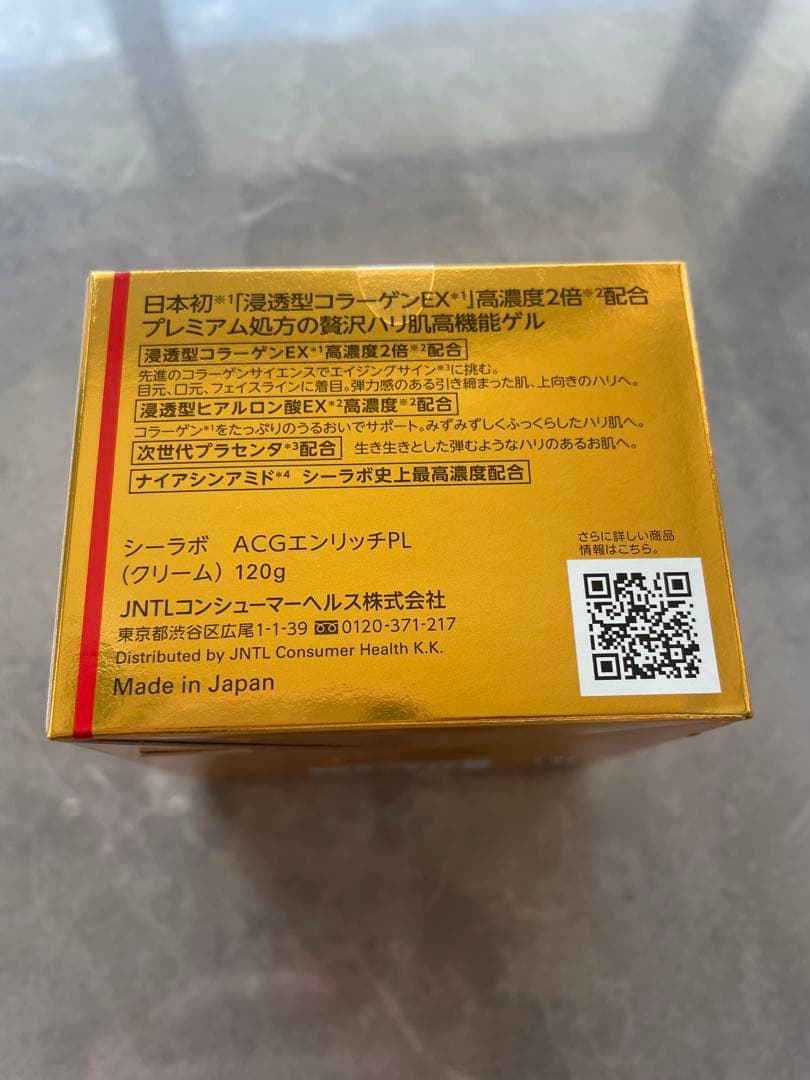 日本初※1「浸透型コラーゲンEX*1」高濃度2倍※2配合
プレミアム処方の贅沢ハリ肌高機能ゲル
浸透型コラーゲンEX*1高濃度2倍※2配合
先進のコラーゲンサイエンスでエイジングサイン※3に挑む。
目元、口元、フェイスラインに着目。弾力感のある引き締まった肌、上向きのハリへ。
浸透型ヒアルロン酸EX*2高濃度※2配合
コラーゲン*1をたっぷりのうるおいでサポート。みずみずしくふっくらしたハリ肌へ。
次世代プラセンタ*3配合 生き生きとした弾むようなハリのあるお肌へ。
ナイアシンアミド*4 シーラボ史上最高濃度配合
シーラボ ACGエンリッチPL
(クリーム) 120g
JNTLコンシューマーヘルス株式会社
東京都渋谷区広尾1-1-39 0120-371-217
Distributed by JNTL Consumer Health K.K.
Made in Japan
さらに詳しい商品
情報はこちら。